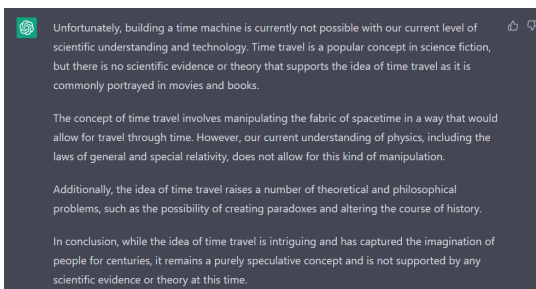 Unfortunately, building a time machine is currently not possible with our current level of
scientific understanding and technology. Time travel is a popular concept in science fiction,
but there is no scientific evidence or theory that supports the idea of time travel as it is
commonly portrayed in movies and books.
The concept of time travel involves manipulating the fabric of spacetime in a way that would
allow for travel through time. However, our current understanding of physics, including the
laws of general and special relativity, does not allow for this kind of manipulation.
Additionally, the idea of time travel raises a number of theoretical and philosophical
problems, such as the possibility of creating paradoxes and altering the course of history.
In conclusion, while the idea of time travel is intriguing and has captured the imagination of
people for centuries, it remains a purely speculative concept and is not supported by any
scientific evidence or theory at this time.